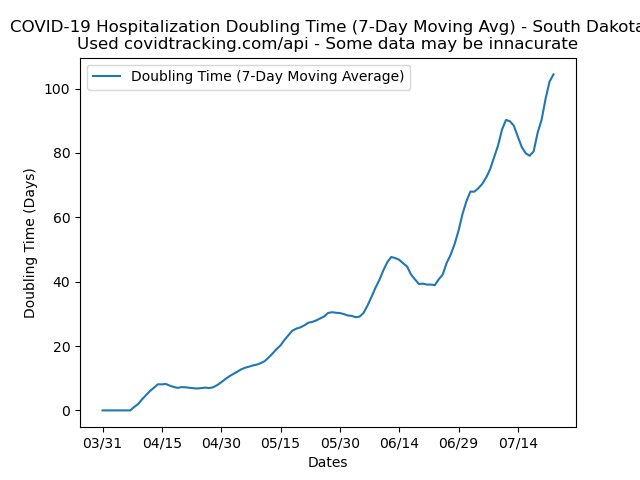 COVID-19 Hospitalization Doubling Time (7-Day Moving Avg) - South Dakota
Used covidtracking.com/api - Some data may be innacurate
Doubling Time (7-Day Moving Average)
100
80
60
40
20
0
Doubling Time (Days)
03/31 04/15 04/30 05/15 05/30 06/14 06/29 07/14
Dates